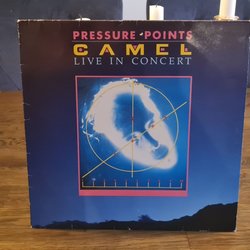 PRESSURE POINTS
CAMEL
LIVE IN CONCERT